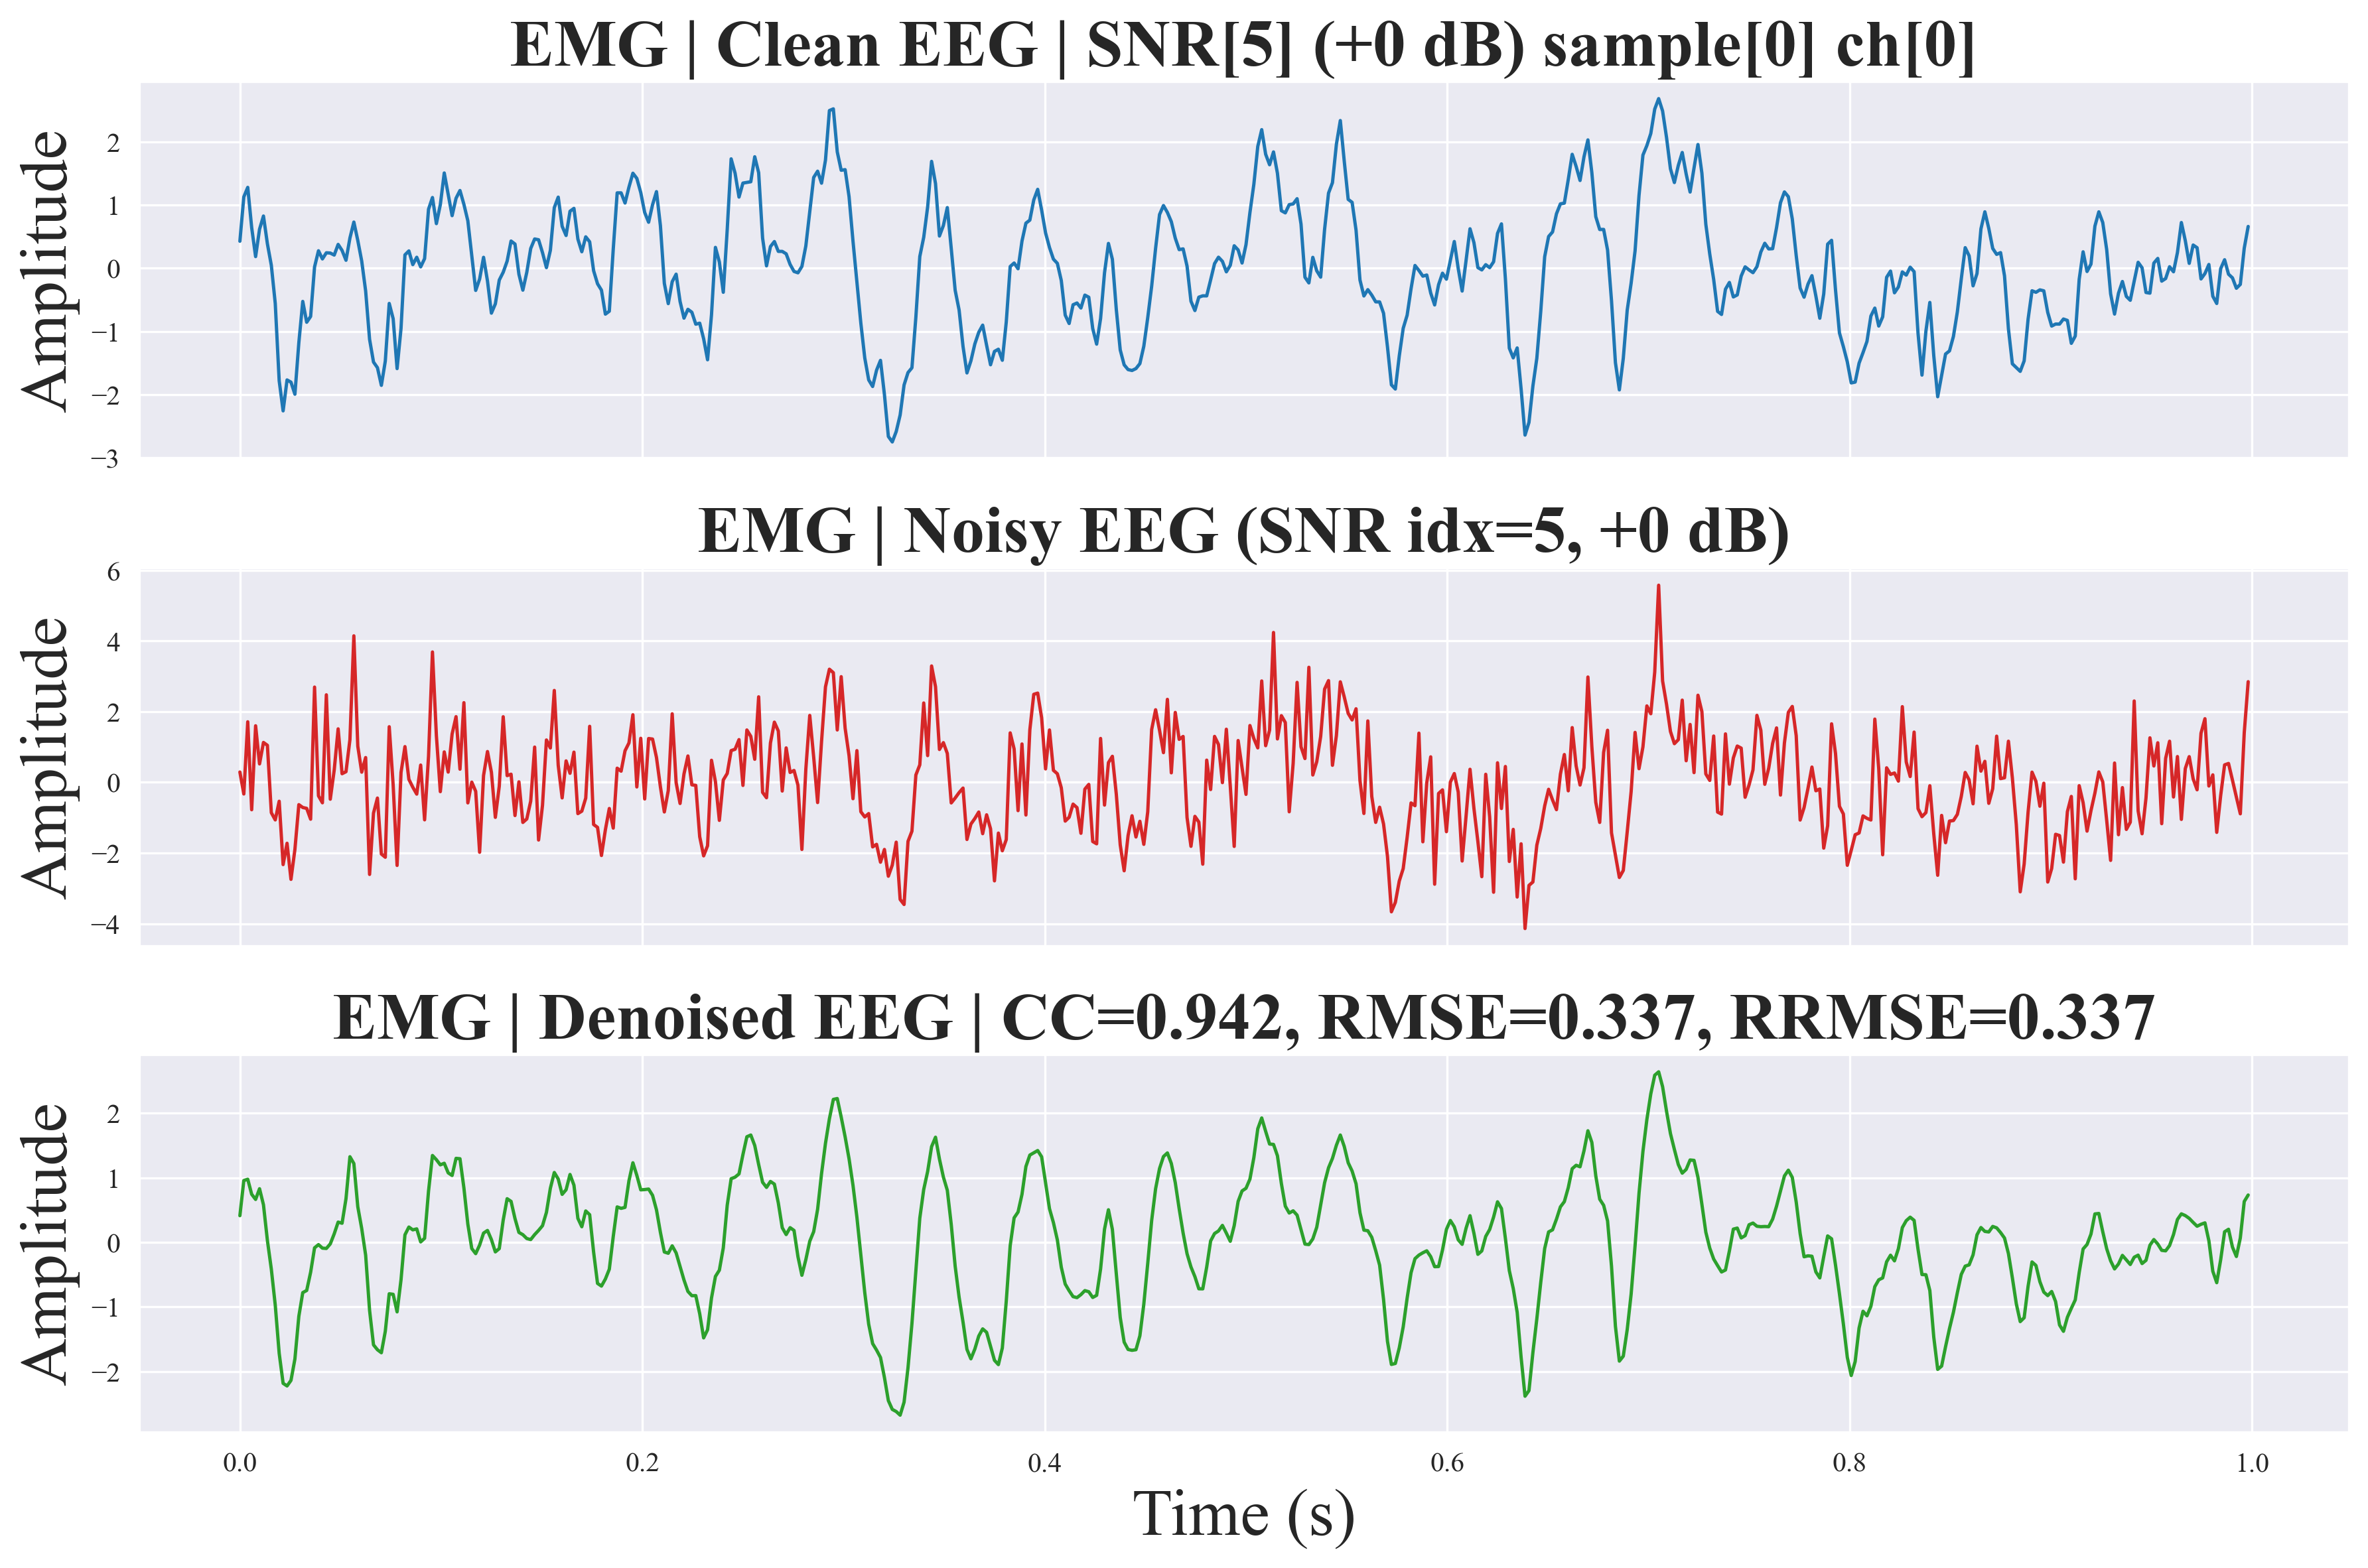 EMG | Clean EEG | SNR[5] (+0 dB) sample[0] ch[0]
Amplitude
2
1
0
−1
−2
−3
EMG | Noisy EEG (SNR idx=5, +0 dB)
Amplitude
6
4
2
0
−2
−4
EMG | Denoised EEG | CC=0.942, RMSE=0.337, RRMSE=0.337
Amplitude
2
1
0
−1
−2
0.0 0.2 0.4 0.6 0.8 1.0
Time (s)